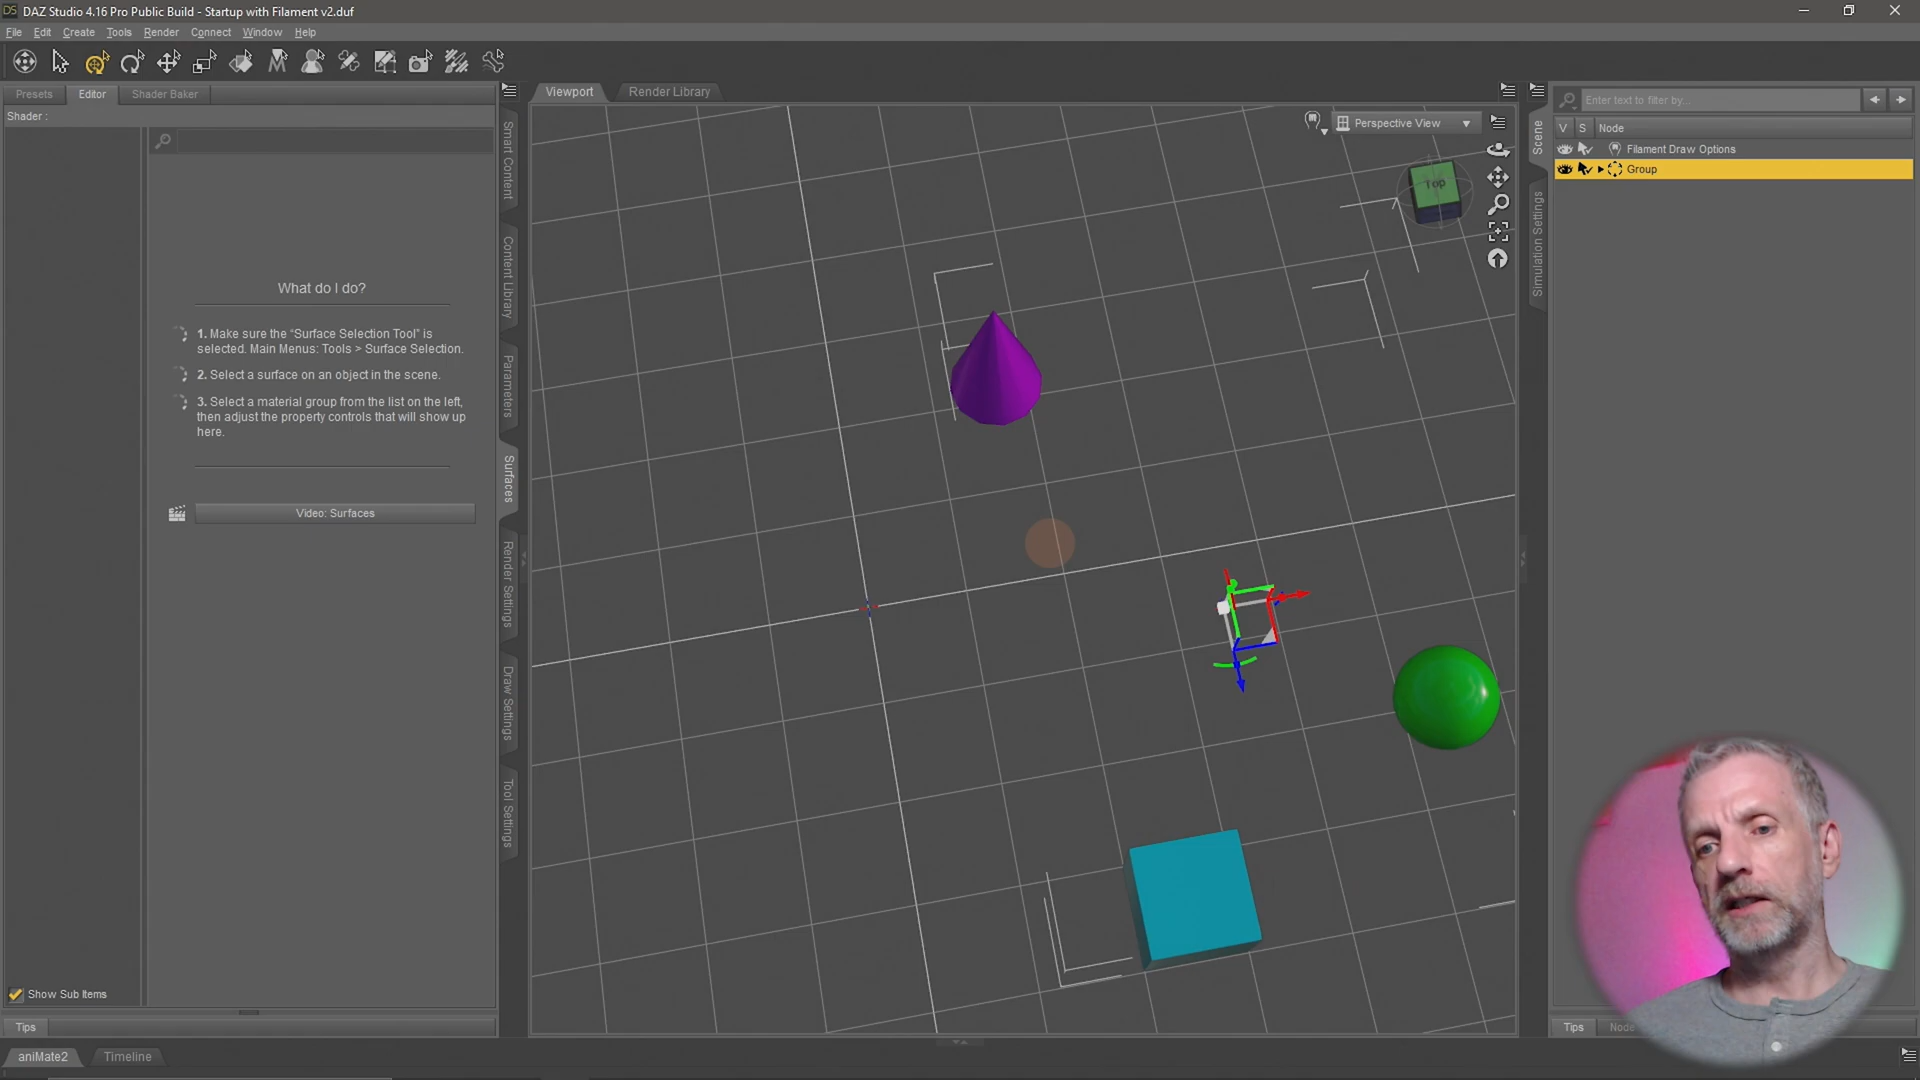 DS DAZ Studio 4.16 Pro Public Build - Startup with Filament v2.duf
File Edit Create Tools Render Connect Window Help
Presets Editor Shader Baker
Shader :
What do I do?
1. Make sure the “Surface Selection Tool” is
selected. Main Menus: Tools > Surface Selection.
2. Select a surface on an object in the scene.
3. Select a material group from the list on the left,
then adjust the property controls that will show up
here.
Video: Surfaces
Show Sub Items
Tips
aniMate2 Timeline
Smart Content
Content Library
Parameters
Surfaces
Render Settings
Draw Settings
Tool Settings
Viewport Render Library
Perspective View
Top
Scene
Simulation Settings
Enter text to filter by...
V S Node
Filament Draw Options
Group
Tips Node